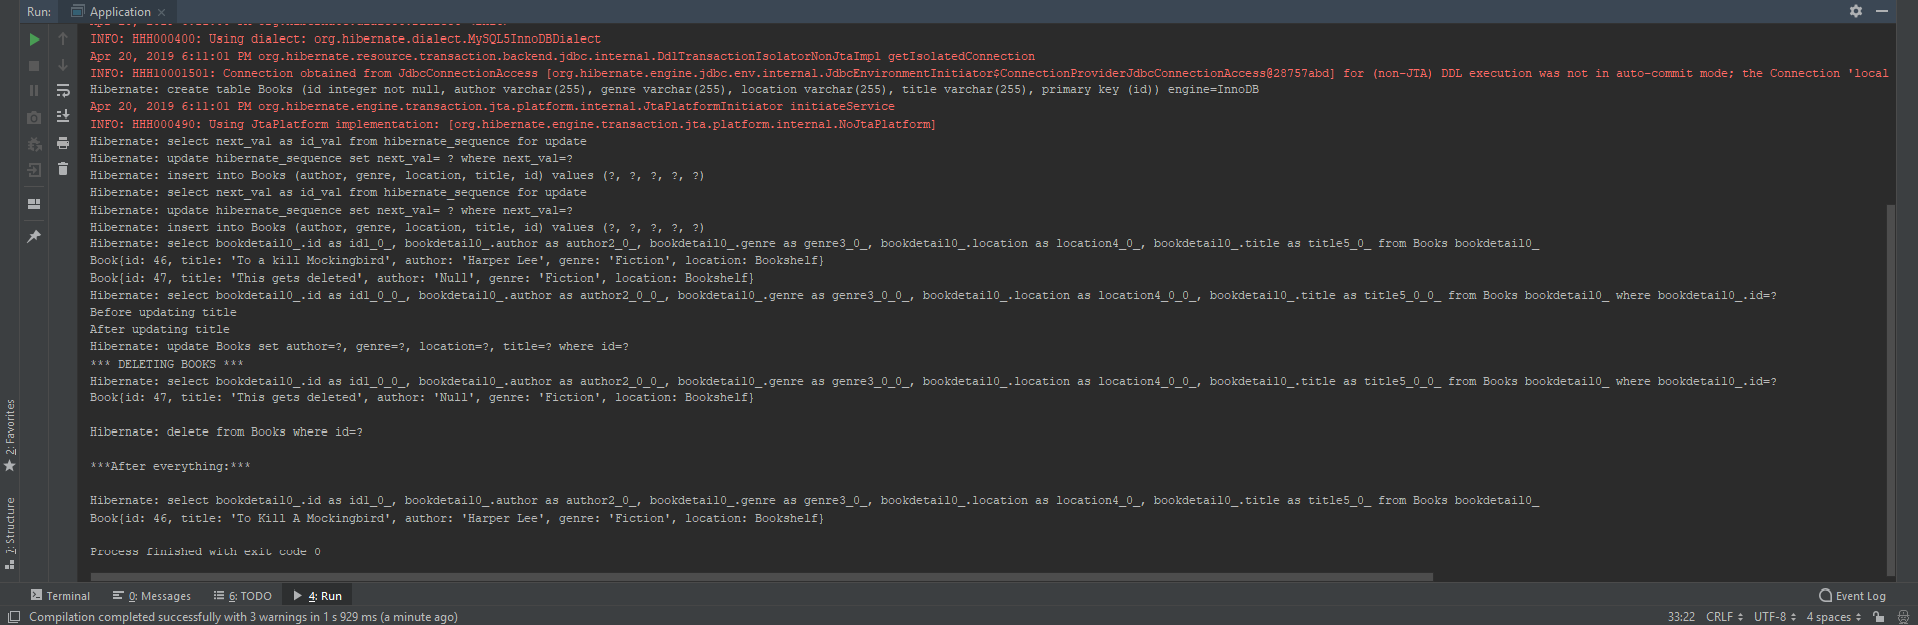 Run: Application
INFO: HHH000400: Using dialect: org.hibernate.dialect.MySQL5InnoDBDialect
Apr 20, 2019 6:11:01 PM org.hibernate.resource.transaction.backend.jdbc.internal.DdlTransactionIsolatorNonJtaImpl getIsolatedConnection
INFO: HHH10001501: Connection obtained from JdbcConnectionAccess [org.hibernate.engine.jdbc.env.internal.JdbcEnvironmentInitiator$ConnectionProviderJdbcConnectionAccess@28757abd] for (non-JTA) DDL execution was not in auto-commit mode; the Connection 'local
Hibernate: create table Books (id integer not null, author varchar(255), genre varchar(255), location varchar(255), title varchar(255), primary key (id)) engine=InnoDB
Apr 20, 2019 6:11:01 PM org.hibernate.engine.transaction.jta.platform.internal.JtaPlatformInitiator initiateService
INFO: HHH000490: Using JtaPlatform implementation: [org.hibernate.engine.transaction.jta.platform.internal.NoJtaPlatform]
Hibernate: select next_val as id_val from hibernate_sequence for update
Hibernate: update hibernate_sequence set next_val= ? where next_val=?
Hibernate: insert into Books (author, genre, location, title, id) values (?, ?, ?, ?, ?)
Hibernate: select next_val as id_val from hibernate_sequence for update
Hibernate: update hibernate_sequence set next_val= ? where next_val=?
Hibernate: insert into Books (author, genre, location, title, id) values (?, ?, ?, ?, ?)
Hibernate: select bookdetail0_.id as id1_0_, bookdetail0_.author as author2_0_, bookdetail0_.genre as genre3_0_, bookdetail0_.location as location4_0_, bookdetail0_.title as title5_0_ from Books bookdetail0_
Book{id: 46, title: 'To a kill Mockingbird', author: 'Harper Lee', genre: 'Fiction', location: Bookshelf}
Book{id: 47, title: 'This gets deleted', author: 'Null', genre: 'Fiction', location: Bookshelf}
Hibernate: select bookdetail0_.id as id1_0_0_, bookdetail0_.author as author2_0_0_, bookdetail0_.genre as genre3_0_0_, bookdetail0_.location as location4_0_0_, bookdetail0_.title as title5_0_0_ from Books bookdetail0_ where bookdetail0_.id=?
Before updating title
After updating title
Hibernate: update Books set author=?, genre=?, location=?, title=? where id=?
*** DELETING BOOKS ***
Hibernate: select bookdetail0_.id as id1_0_0_, bookdetail0_.author as author2_0_0_, bookdetail0_.genre as genre3_0_0_, bookdetail0_.location as location4_0_0_, bookdetail0_.title as title5_0_0_ from Books bookdetail0_ where bookdetail0_.id=?
Book{id: 47, title: 'This gets deleted', author: 'Null', genre: 'Fiction', location: Bookshelf}
Hibernate: delete from Books where id=?
***After everything:***
Hibernate: select bookdetail0_.id as id1_0_, bookdetail0_.author as author2_0_, bookdetail0_.genre as genre3_0_, bookdetail0_.location as location4_0_, bookdetail0_.title as title5_0_ from Books bookdetail0_
Book{id: 46, title: 'To Kill A Mockingbird', author: 'Harper Lee', genre: 'Fiction', location: Bookshelf}
Process finished with exit code 0
2: Favorites
7: Structure
Terminal 0: Messages 6: TODO 4: Run Event Log
Compilation completed successfully with 3 warnings in 1 s 929 ms (a minute ago) 33:22 CRLF UTF-8 4 spaces